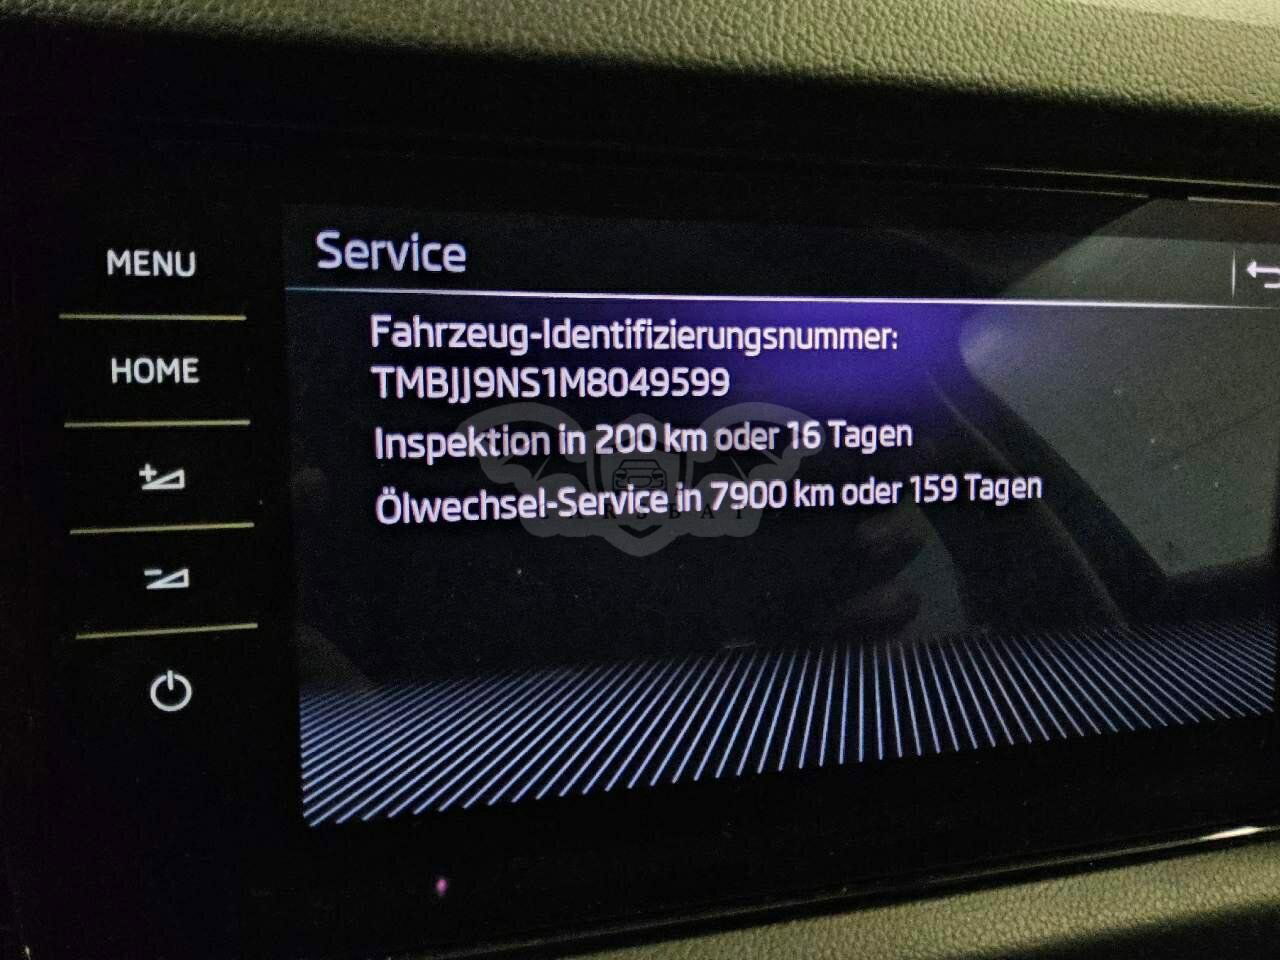 MENU
HOME
Service
Fahrzeug-Identifizierungsnummer:
TMBJJ9NS1M8049599
Inspektion in 200 km oder 16 Tagen
Ölwechsel-Service in 7900 km oder 159 Tagen
CARSBAT